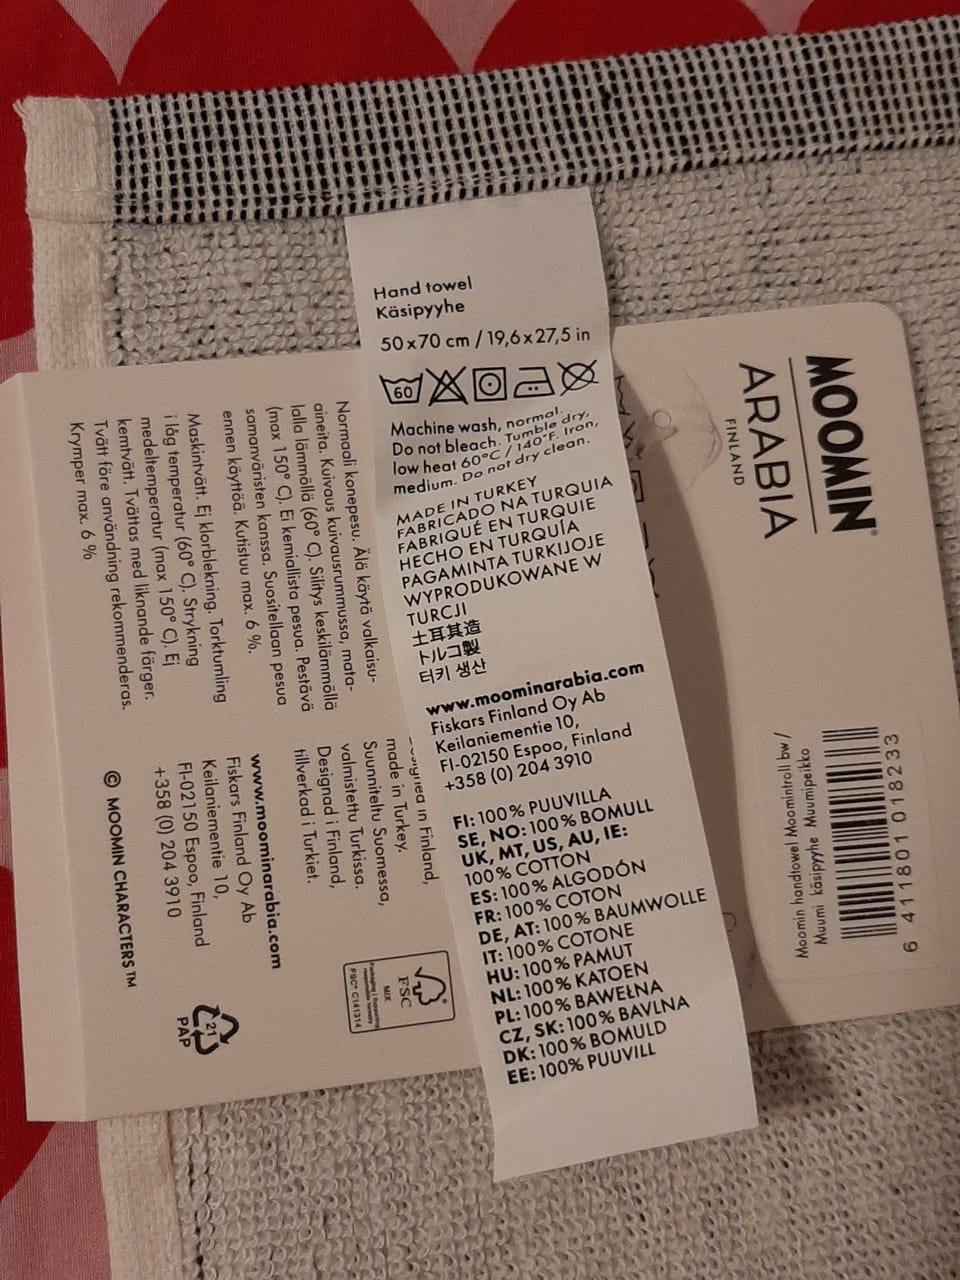 Hand towel
Käsipyyhe
50x70 cm / 19,6x27,5 in
60
Machine wash, normal.
Do not bleach. Tumble dry,
low heat 60°C / 140°F. Iron,
medium. Do not dry clean.
MADE IN TURKEY
FABRICADO NA TURQUIA
FABRIQUÉ EN TURQUIE
HECHO EN TURQUÍA
PAGAMINTA TURKIJOJE
WYPRODUKOWANE W
TURCJI
土耳其造
トルコ製
터키 생산
www.moominarabia.com
Fiskars Finland Oy Ab
Keilaniementie 10,
FI-02150 Espoo, Finland
+358 (0) 204 3910
FI: 100% PUUVILLA
SE, NO: 100% BOMULL
UK, MT, US, AU, IE:
100% COTTON
ES: 100% ALGODÓN
FR: 100% COTON
DE, AT: 100% BAUMWOLLE
IT: 100% COTONE
HU: 100% PAMUT
NL: 100% KATOEN
PL: 100% BAWEŁNA
CZ, SK: 100% BAVLNA
DK: 100% BOMULD
EE: 100% PUUVILL
MOOMIN®
ARABIA
FINLAND
Moomin handtowel Moomintroll bw /
Muumi käsipyyhe Muumipeikko
6 411801 018233
Normaali konepesu. Älä käytä valkaisu-
aineita. Kuivaus kuivausrummussa, mata-
lalla lämmöllä (60° C). Silitys keskilämmöllä
(max 150° C). Ei kemiallista pesua. Pestävä
samanväristen kanssa. Suositellaan pesua
ennen käyttöä. Kutistuu max. 6 %.
Maskintvätt. Ej klorblekning. Torktumling
i låg temperatur (60° C). Strykning
medeltemperatur (max 150° C). Ej
kemtvätt. Tvättas med liknande färger.
Tvätt före användning rekommenderas.
Krymper max. 6 %
in Finland,
made in Turkey.
Suunniteltu Suomessa,
valmistettu Turkissa.
Designad i Finland,
tillverkad i Turkiet.
www.moominarabia.com
Fiskars Finland Oy Ab
Keilaniementie 10,
FI-02150 Espoo, Finland
+358 (0) 204 3910
© MOOMIN CHARACTERS™
FSC
MIX
Packaging | Supporting
responsible forestry
FSC® C141314
21
PAP